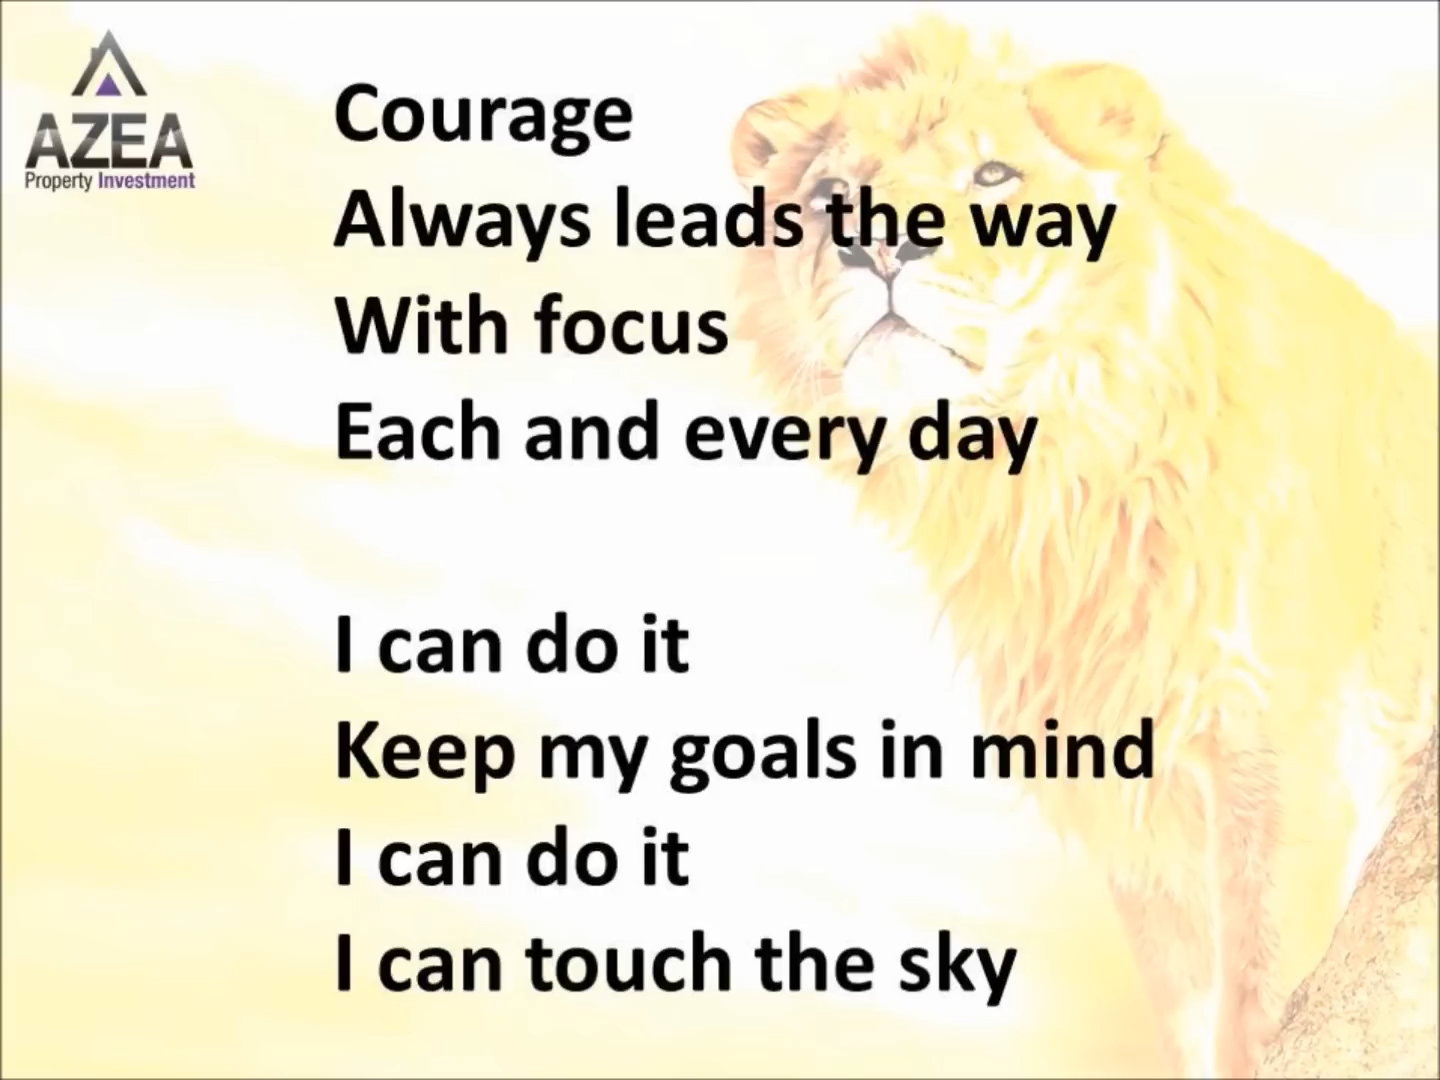 AZEA
Property Investment
Courage
Always leads the way
With focus
Each and every day
I can do it
Keep my goals in mind
I can do it
I can touch the sky